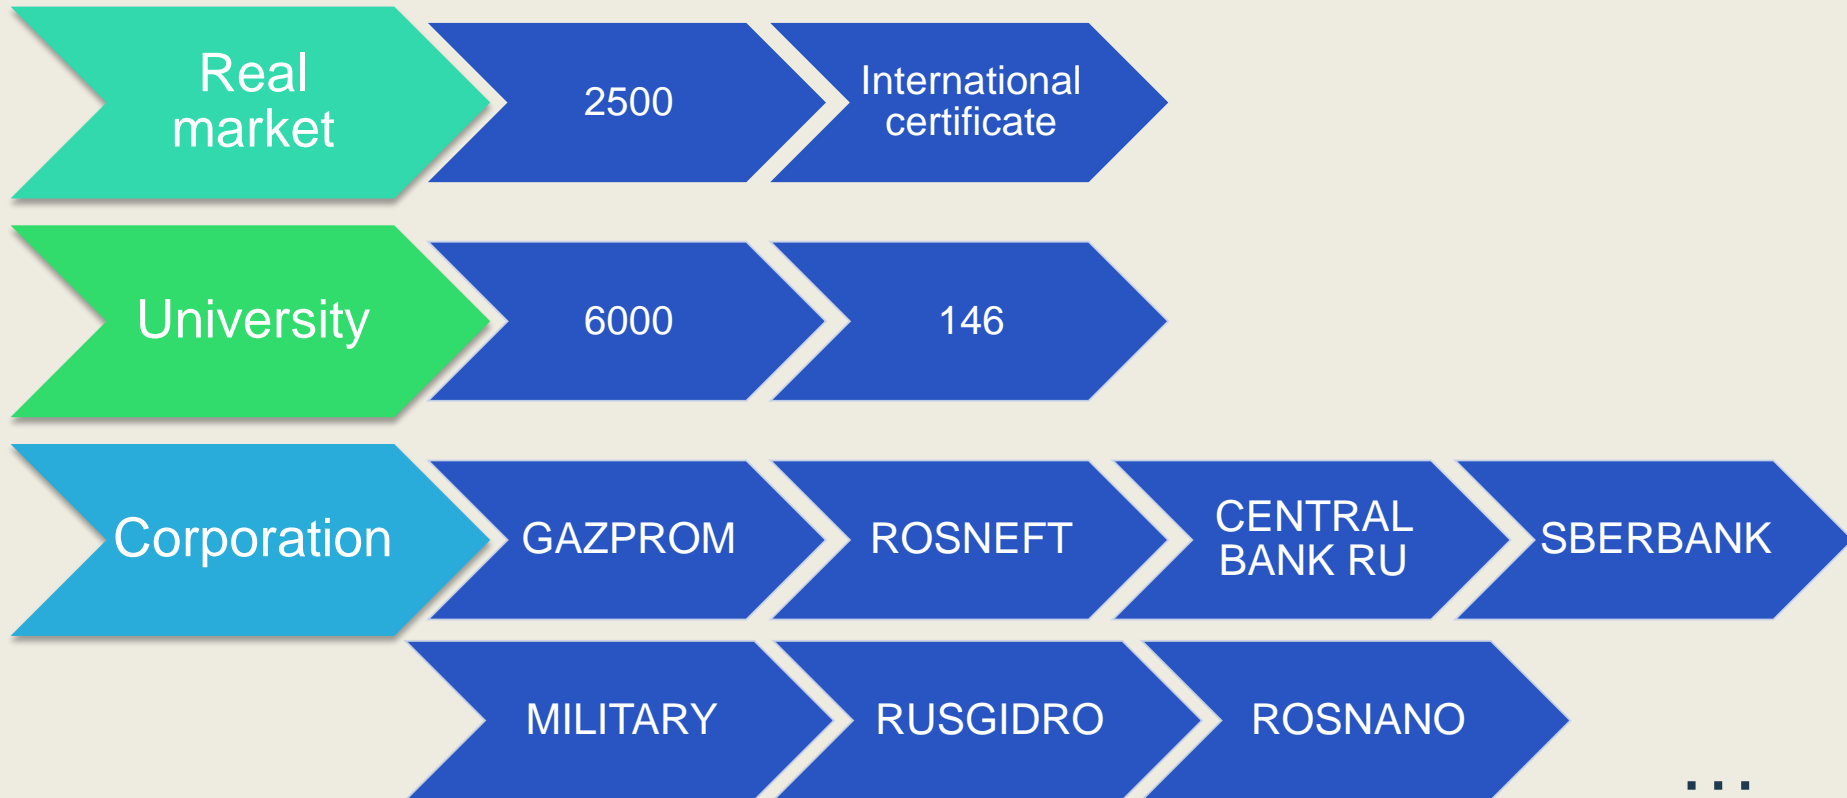 Real
market
2500
International
certificate
University
6000
146
Corporation
GAZPROM
ROSNEFT
CENTRAL
BANK RU
SBERBANK
MILITARY
RUSGIDRO
ROSNANO
...